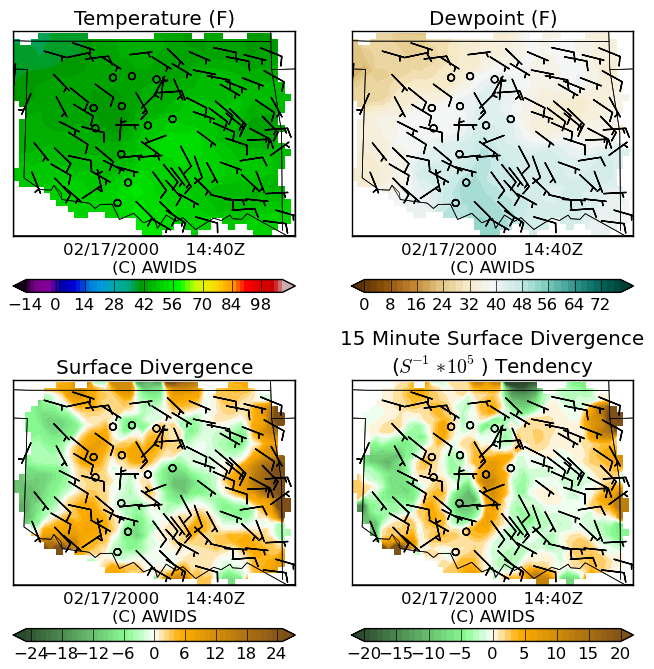 Temperature (F)
Dewpoint (F)
02/17/2000 14:40Z
(C) AWIDS
02/17/2000 14:40Z
(C) AWIDS
−14 0 14 28 42 56 70 84 98
0 8 16 24 32 40 48 56 64 72
Surface Divergence
15 Minute Surface Divergence
(S⁻¹ *10⁵ ) Tendency
02/17/2000 14:40Z
(C) AWIDS
02/17/2000 14:40Z
(C) AWIDS
−24 −18 −12 −6 0 6 12 18 24
−20 −15 −10 −5 0 5 10 15 20